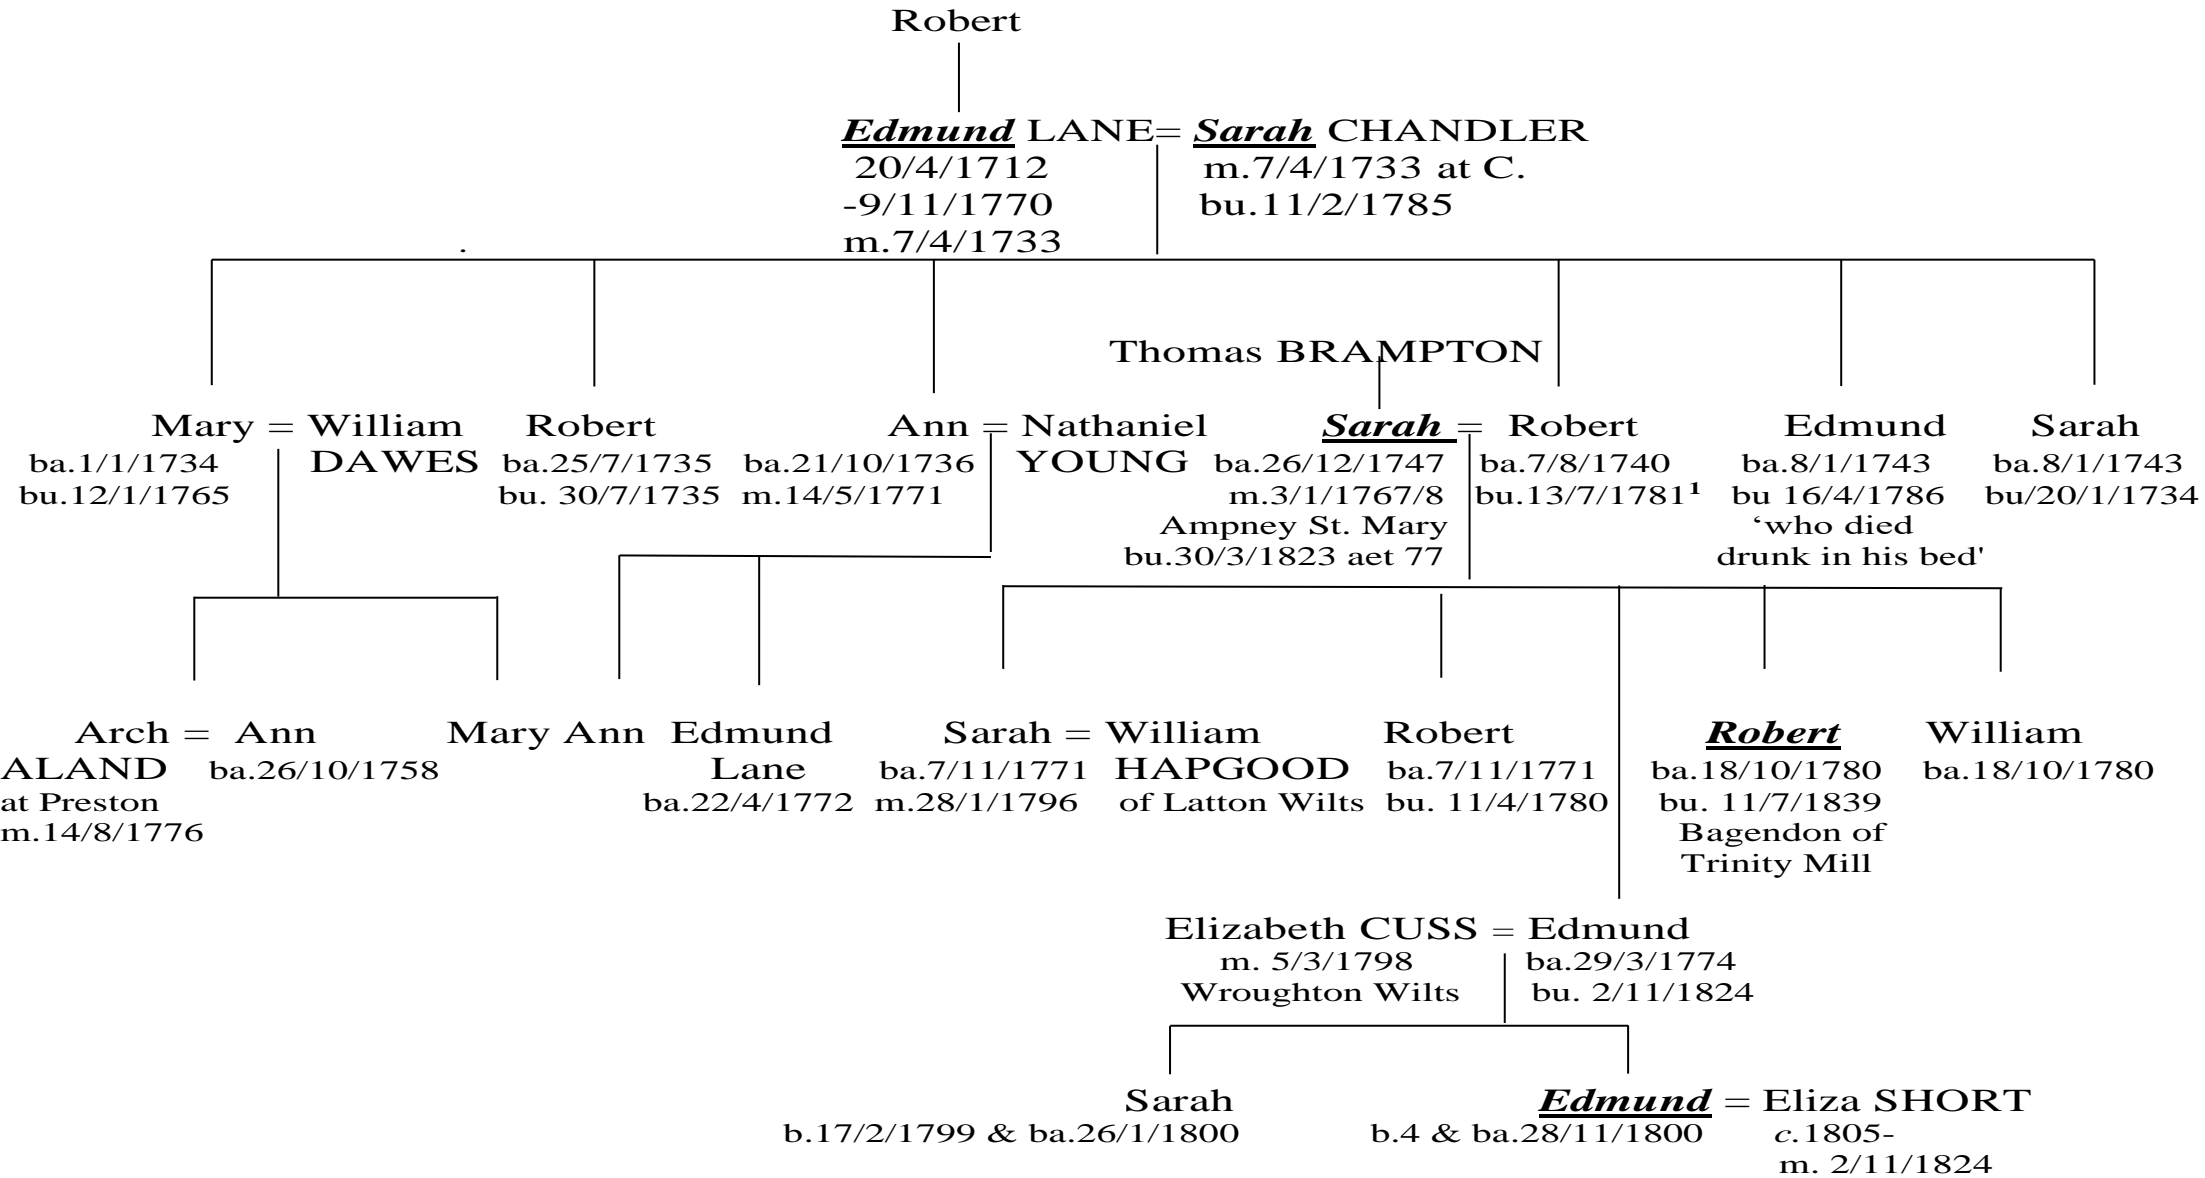 Robert
Edmund LANE= Sarah CHANDLER
20/4/1712 m.7/4/1733 at C.
-9/11/1770 bu.11/2/1785
m.7/4/1733
.
Thomas BRAMPTON
Mary = William Robert Ann = Nathaniel Sarah = Robert Edmund Sarah
ba.1/1/1734 DAWES ba.25/7/1735 ba.21/10/1736 YOUNG ba.26/12/1747 ba.7/8/1740 ba.8/1/1743 ba.8/1/1743
bu.12/1/1765 bu. 30/7/1735 m.14/5/1771 m.3/1/1767/8 bu.13/7/1781¹ bu 16/4/1786 bu/20/1/1734
Ampney St. Mary ‘who died
bu.30/3/1823 aet 77 drunk in his bed'
Arch = Ann Mary Ann Edmund Sarah = William Robert Robert William
ALAND ba.26/10/1758 Lane ba.7/11/1771 HAPGOOD ba.7/11/1771 ba.18/10/1780 ba.18/10/1780
at Preston ba.22/4/1772 m.28/1/1796 of Latton Wilts bu. 11/4/1780 bu. 11/7/1839
m.14/8/1776 Bagendon of
Trinity Mill
Elizabeth CUSS = Edmund
m. 5/3/1798 ba.29/3/1774
Wroughton Wilts bu. 2/11/1824
Sarah Edmund = Eliza SHORT
b.17/2/1799 & ba.26/1/1800 b.4 & ba.28/11/1800 c.1805-
m. 2/11/1824